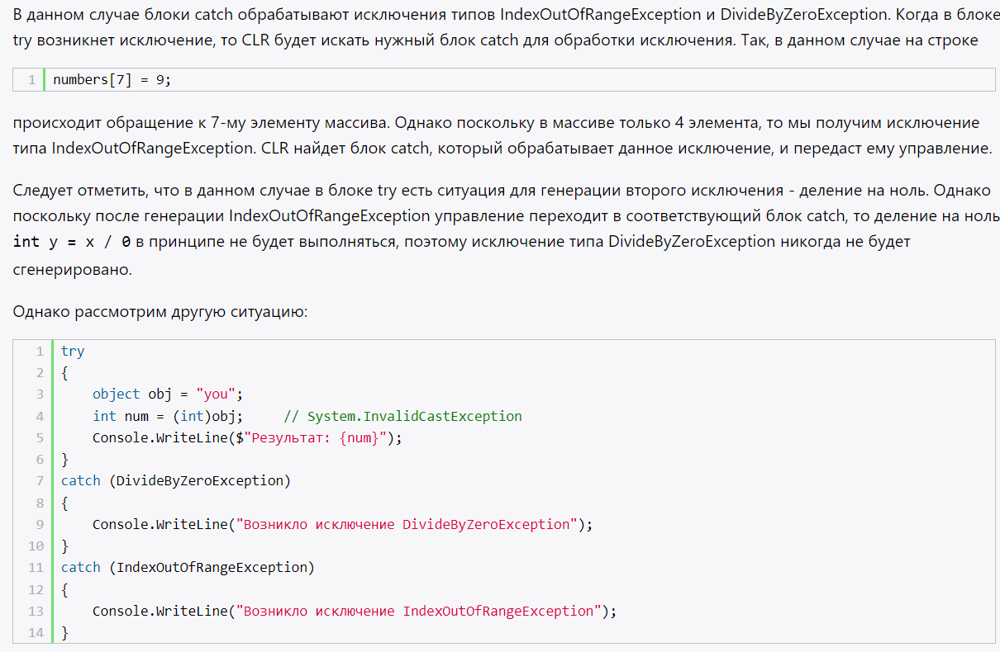 В данном случае блоки catch обрабатывают исключения типов IndexOutOfRangeException и DivideByZeroException. Когда в блоке
try возникнет исключение, то CLR будет искать нужный блок catch для обработки исключения. Так, в данном случае на строке
1 numbers[7] = 9;
происходит обращение к 7-му элементу массива. Однако поскольку в массиве только 4 элемента, то мы получим исключение
типа IndexOutOfRangeException. CLR найдет блок catch, который обрабатывает данное исключение, и передаст ему управление.
Следует отметить, что в данном случае в блоке try есть ситуация для генерации второго исключения - деление на ноль. Однако
поскольку после генерации IndexOutOfRangeException управление переходит в соответствующий блок catch, то деление на ноль
int y = x / 0 в принципе не будет выполняться, поэтому исключение типа DivideByZeroException никогда не будет
сгенерировано.
Однако рассмотрим другую ситуацию:
1 try
2 {
3     object obj = "you";
4     int num = (int)obj;     // System.InvalidCastException
5     Console.WriteLine($"Результат: {num}");
6 }
7 catch (DivideByZeroException)
8 {
9     Console.WriteLine("Возникло исключение DivideByZeroException");
10 }
11 catch (IndexOutOfRangeException)
12 {
13     Console.WriteLine("Возникло исключение IndexOutOfRangeException");
14 }